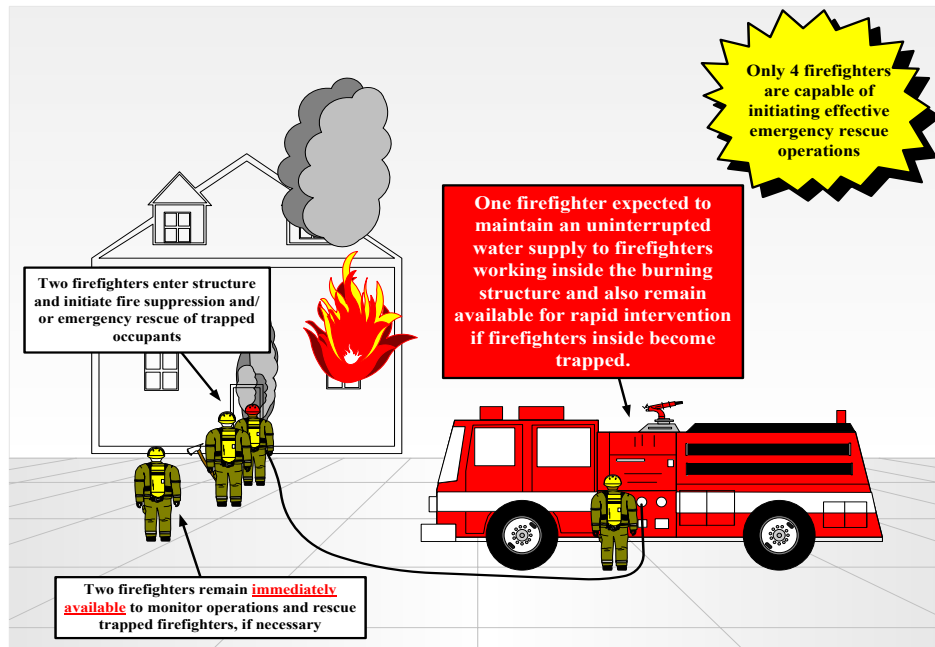 Only 4 firefighters
are capable of
initiating effective
emergency rescue
operations
One firefighter expected to
maintain an uninterrupted
water supply to firefighters
working inside the burning
structure and also remain
available for rapid intervention
if firefighters inside become
trapped.
Two firefighters enter structure
and initiate fire suppression and/
or emergency rescue of trapped
occupants
Two firefighters remain immediately
available to monitor operations and rescue
trapped firefighters, if necessary